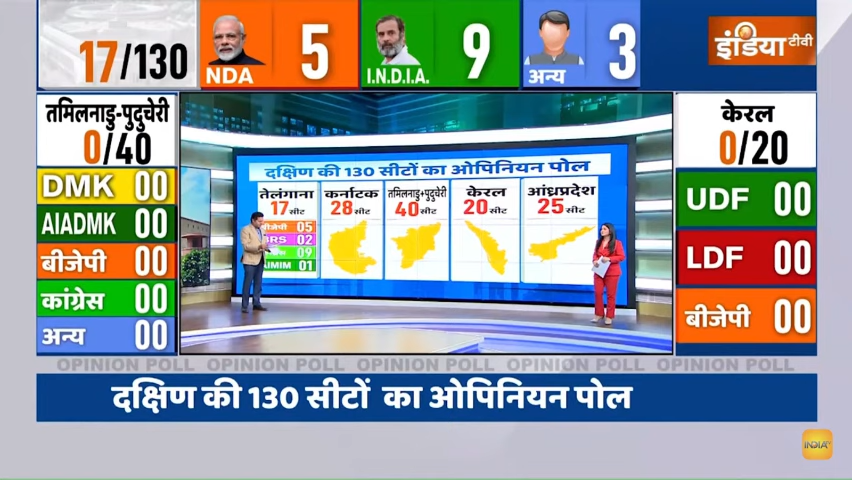 17/130
NDA
5
I.N.D.I.A.
9
अन्य
3
इंडिया टीवी
तमिलनाडु-पुदुचेरी
0/40
DMK 00
AIADMK 00
बीजेपी 00
कांग्रेस 00
अन्य 00
दक्षिण की 130 सीटों का ओपिनियन पोल
तेलंगाना
17 सीट
बीजेपी 05
BRS 02
09
AIMIM 01
कर्नाटक
28 सीट
तमिलनाडु+पुदुचेरी
40 सीट
केरल
20 सीट
आंध्रप्रदेश
25 सीट
केरल
0/20
UDF 00
LDF 00
बीजेपी 00
OPINION POLL OPINION POLL OPINION POLL OPINION POLL OPINION POLL
दक्षिण की 130 सीटों का ओपिनियन पोल
INDIA TV